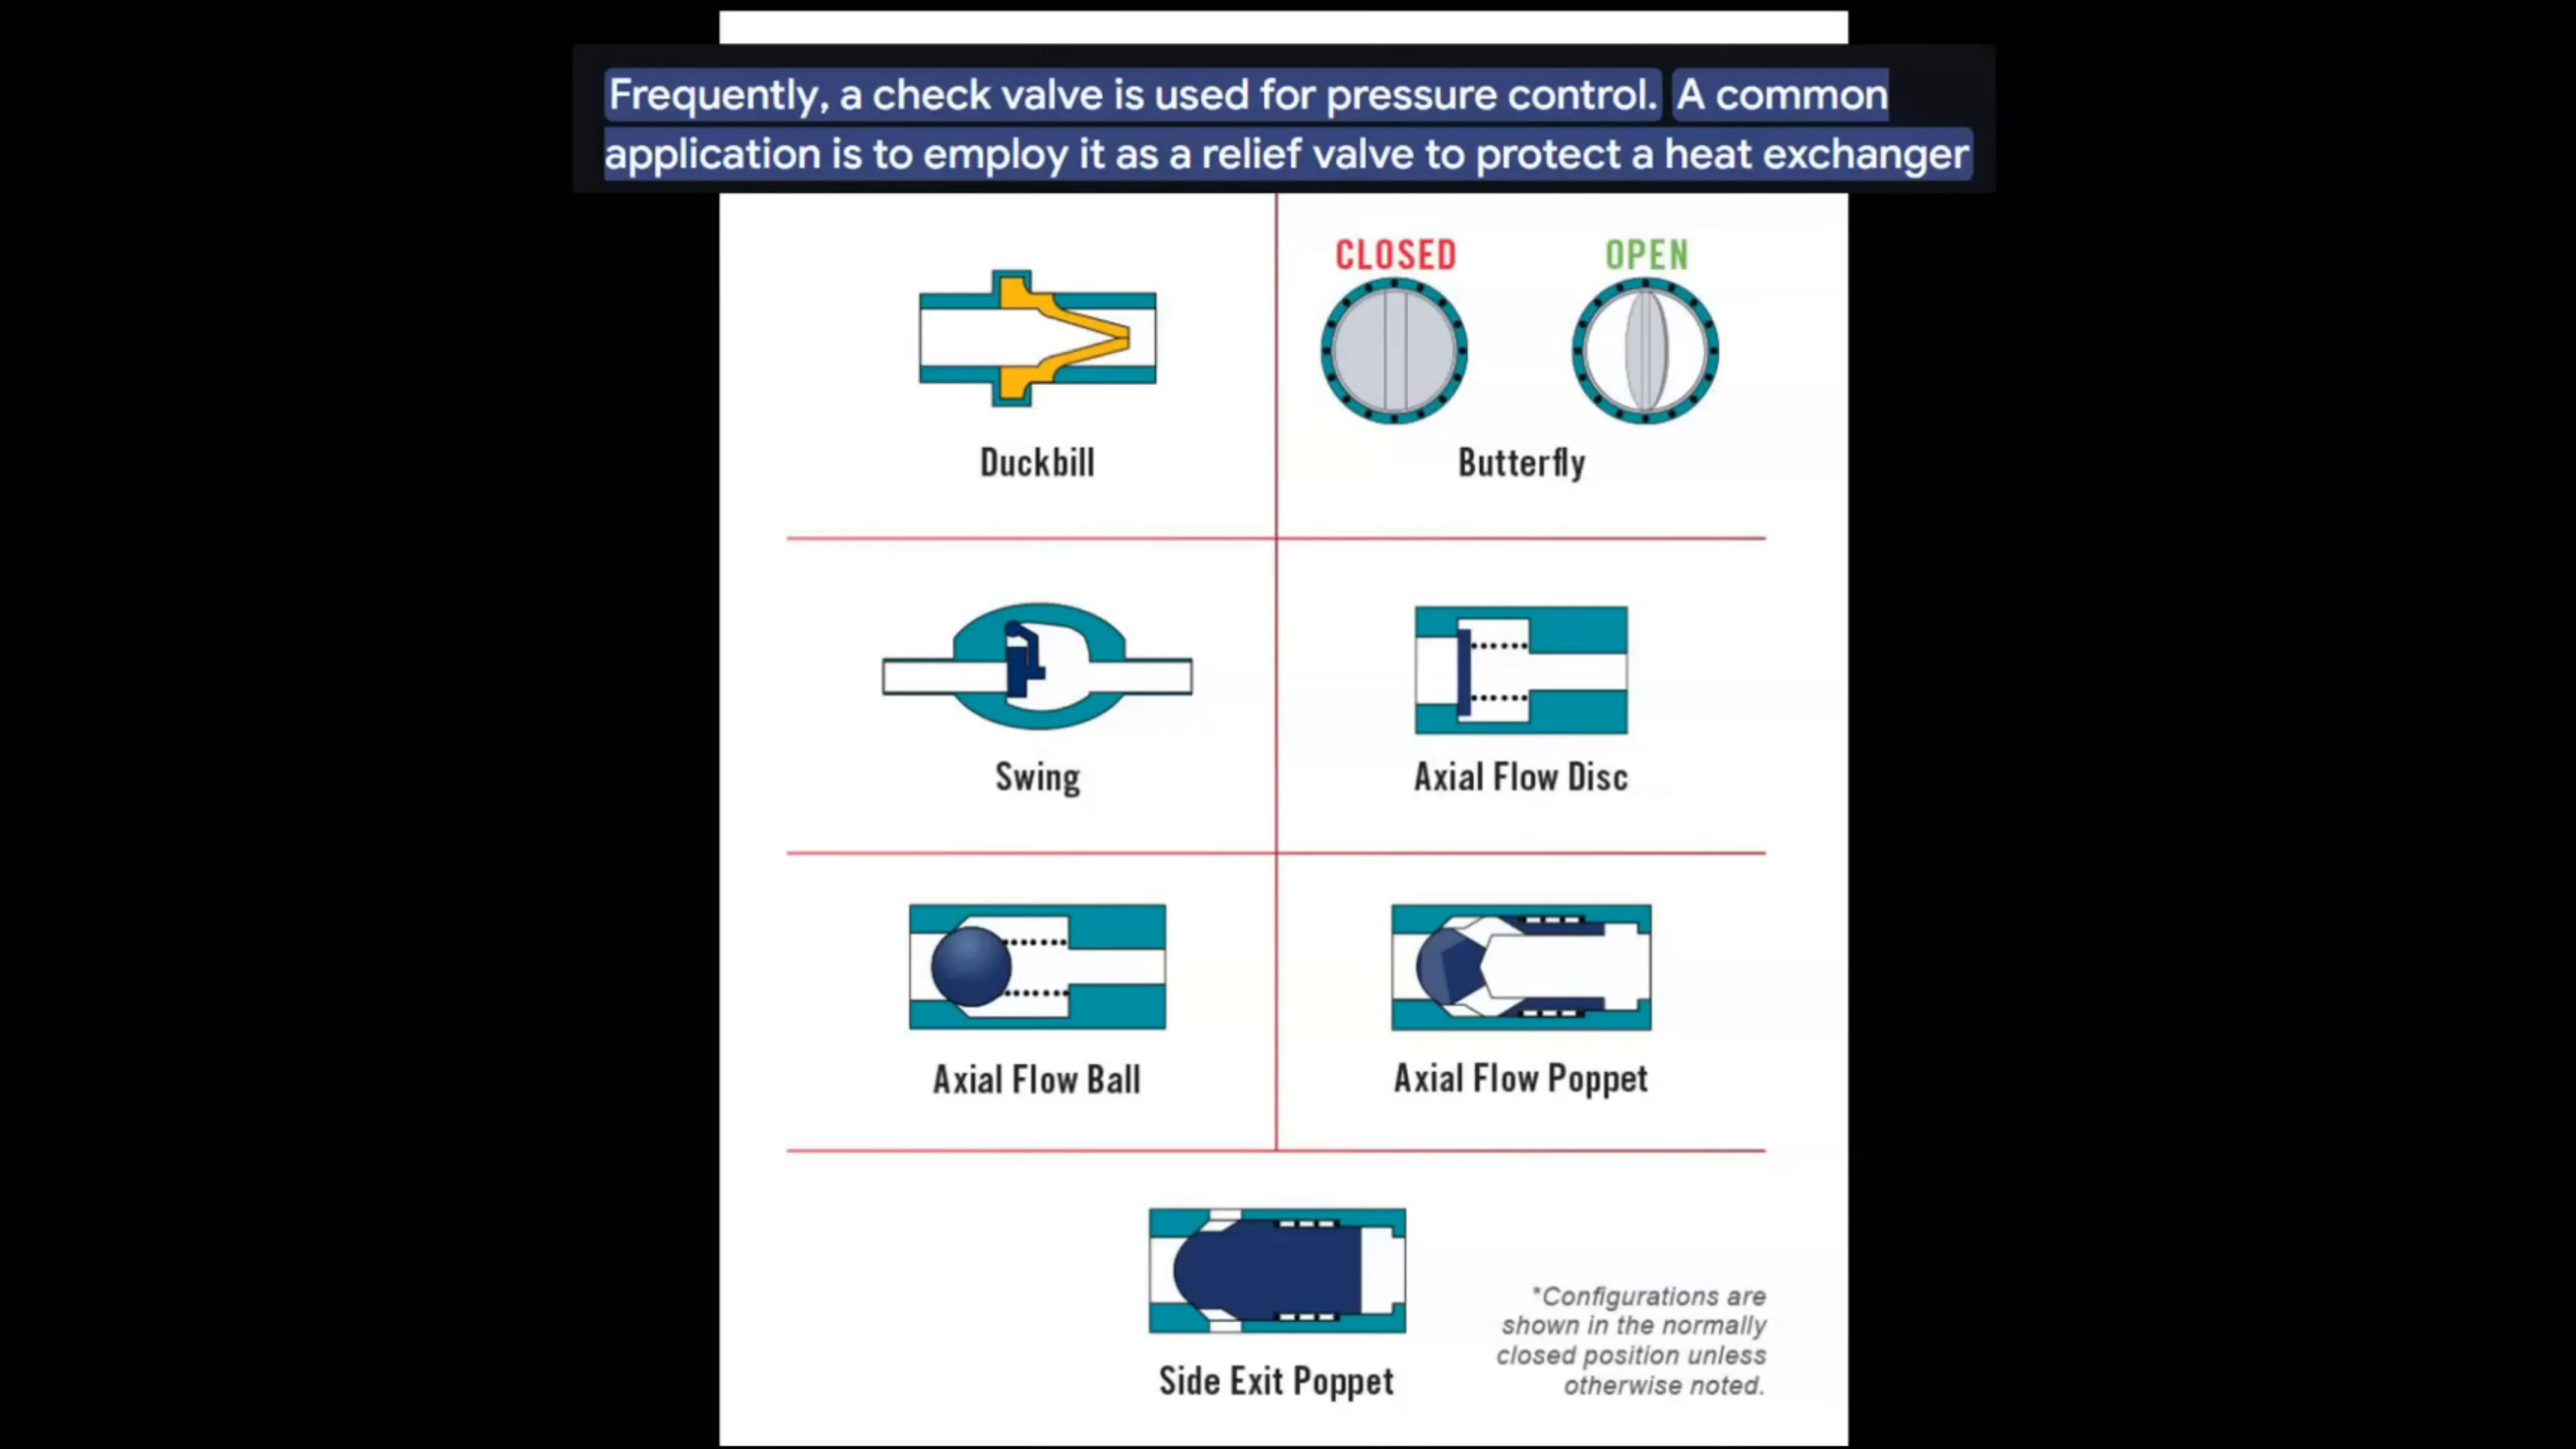 Frequently, a check valve is used for pressure control. A common
application is to employ it as a relief valve to protect a heat exchanger
CLOSED
OPEN
Duckbill
Butterfly
Swing
Axial Flow Disc
Axial Flow Ball
Axial Flow Poppet
Side Exit Poppet
*Configurations are
shown in the normally
closed position unless
otherwise noted.